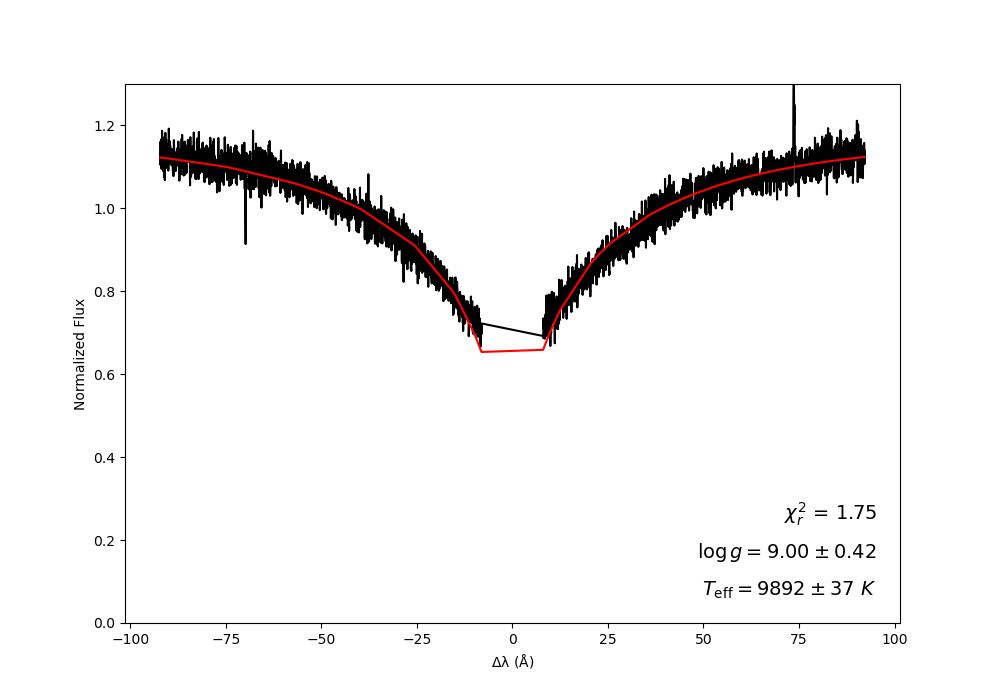 1.2
1.0
0.8
0.6
0.4
0.2
0.0
Normalized Flux
χ²ᵣ = 1.75
log g = 9.00 ± 0.42
T_eff = 9892 ± 37 K
−100 −75 −50 −25 0 25 50 75 100
Δλ (Å)